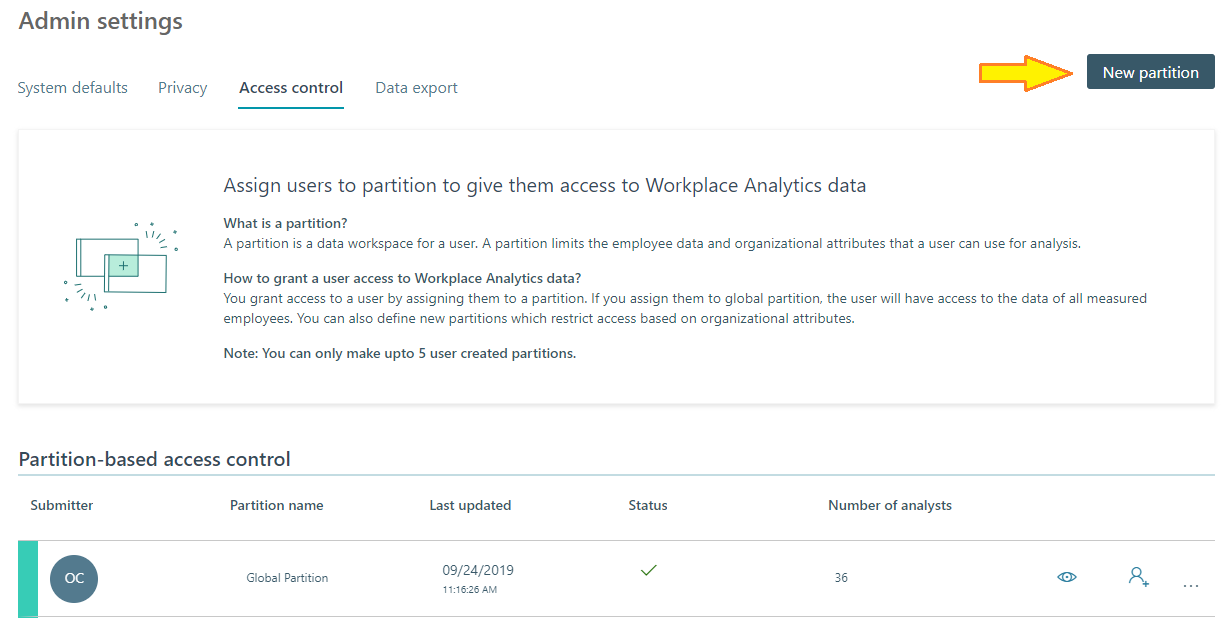 Admin settings
System defaults Privacy Access control Data export New partition
Assign users to partition to give them access to Workplace Analytics data
What is a partition?
A partition is a data workspace for a user. A partition limits the employee data and organizational attributes that a user can use for analysis.
How to grant a user access to Workplace Analytics data?
You grant access to a user by assigning them to a partition. If you assign them to global partition, the user will have access to the data of all measured
employees. You can also define new partitions which restrict access based on organizational attributes.
Note: You can only make upto 5 user created partitions.
Partition-based access control
Submitter Partition name Last updated Status Number of analysts
OC Global Partition 09/24/2019 36
11:16:26 AM